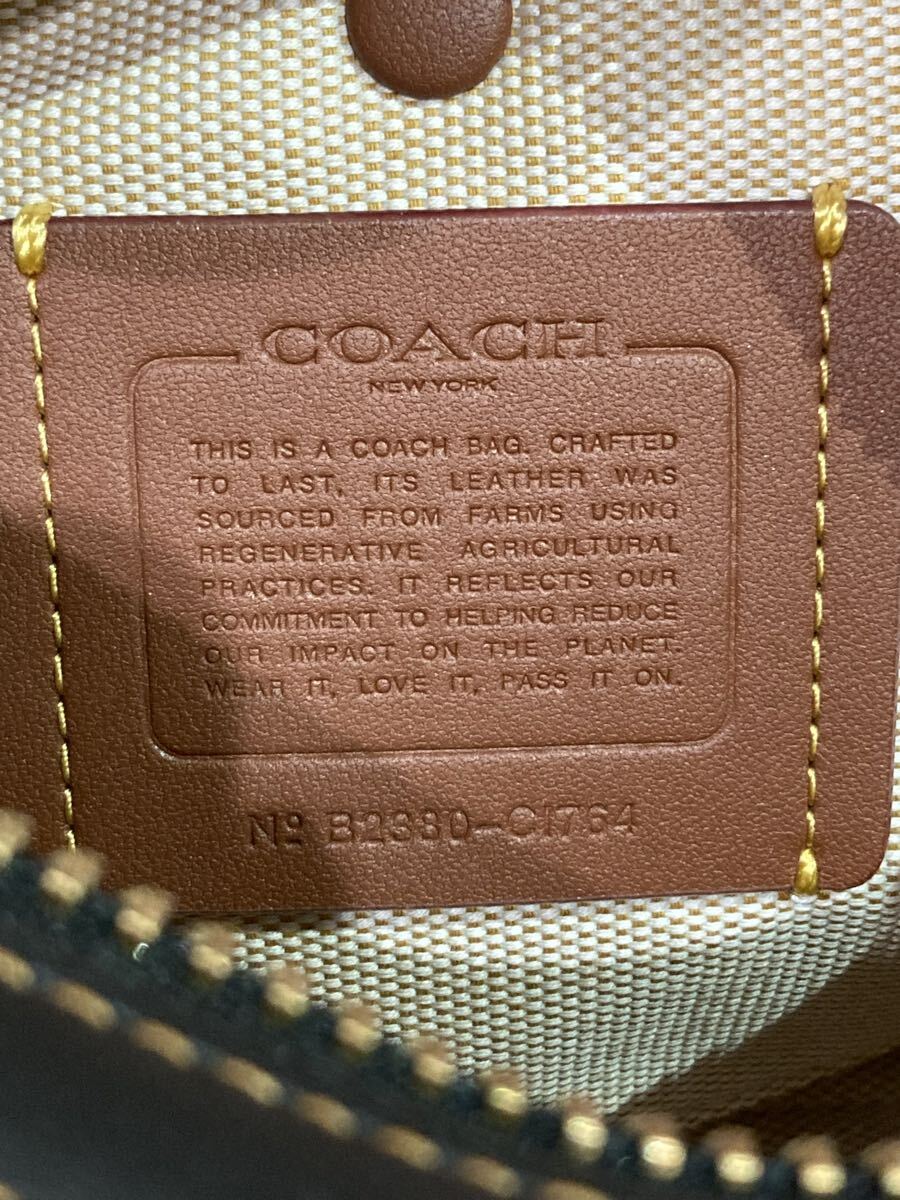 COACH
NEW YORK
THIS IS A COACH BAG. CRAFTED
TO LAST, ITS LEATHER WAS
SOURCED FROM FARMS USING
REGENERATIVE AGRICULTURAL
PRACTICES. IT REFLECTS OUR
COMMITMENT TO HELPING REDUCE
OUR IMPACT ON THE PLANET.
WEAR IT, LOVE IT, PASS IT ON.
Nº B2380-C1764